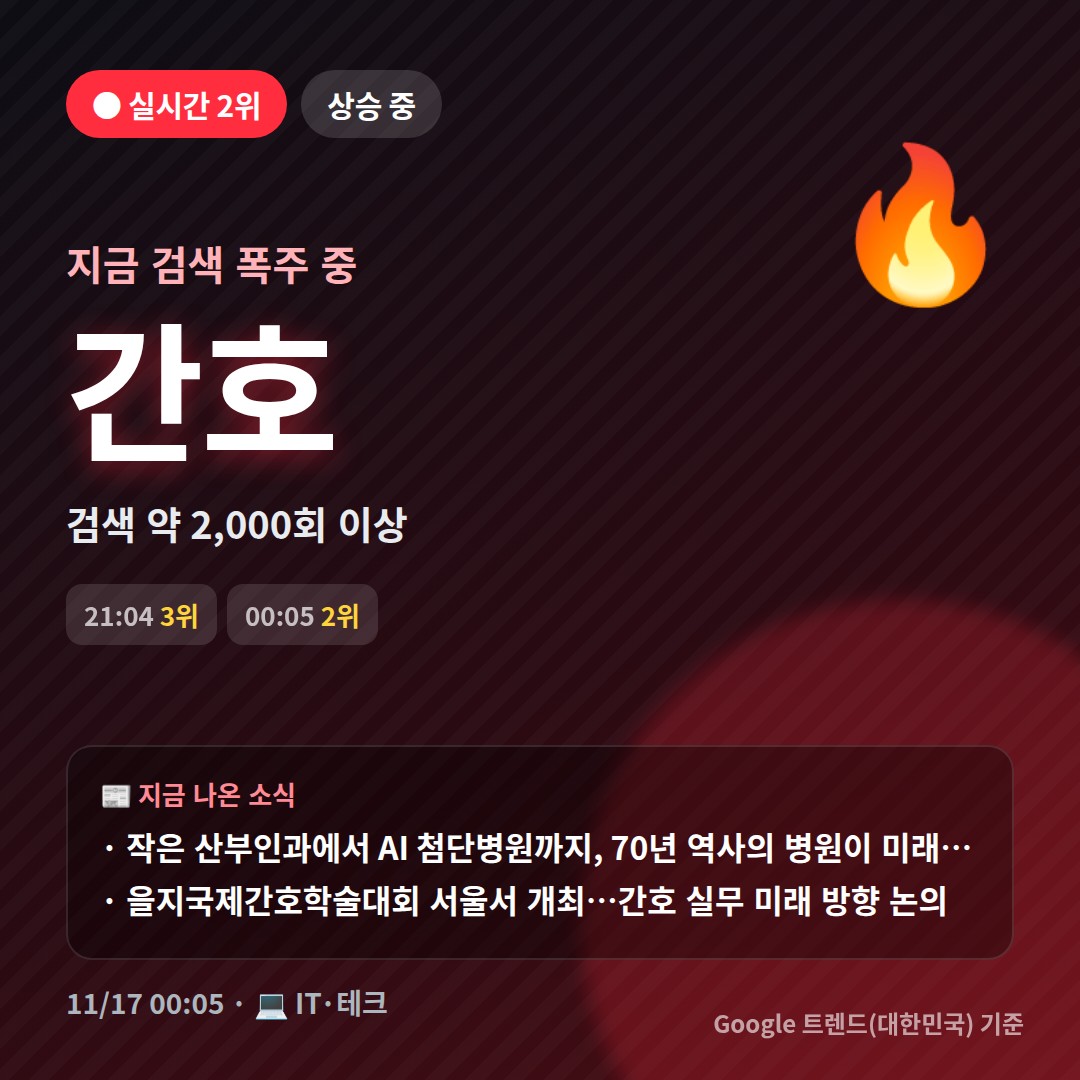 실시간 2위
상승 중
지금 검색 폭주 중
간호
검색 약 2,000회 이상
21:04 3위
00:05 2위
지금 나온 소식
· 작은 산부인과에서 AI 첨단병원까지, 70년 역사의 병원이 미래…
· 을지국제간호학술대회 서울서 개최…간호 실무 미래 방향 논의
11/17 00:05 · IT·테크
Google 트렌드(대한민국) 기준